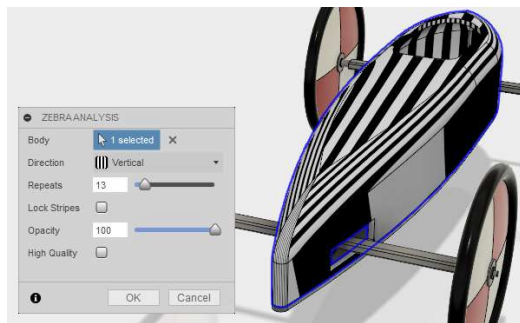 ZEBRA ANALYSIS
Body 1 selected
Direction Vertical
Repeats 13
Lock Stripes
Opacity 100
High Quality
OK Cancel